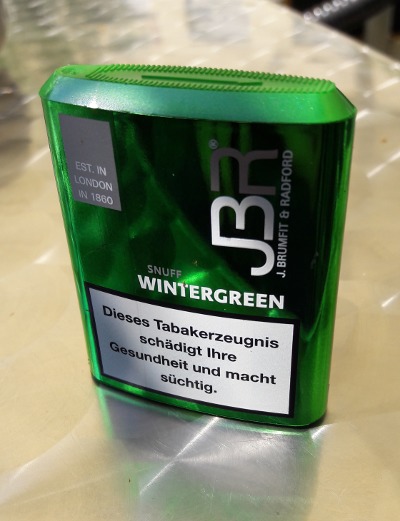 EST. IN
LONDON
IN 1860
JBR®
J. BRUMFIT & RADFORD
SNUFF
WINTERGREEN
Dieses Tabakerzeugnis
schädigt Ihre
Gesundheit und macht
süchtig.